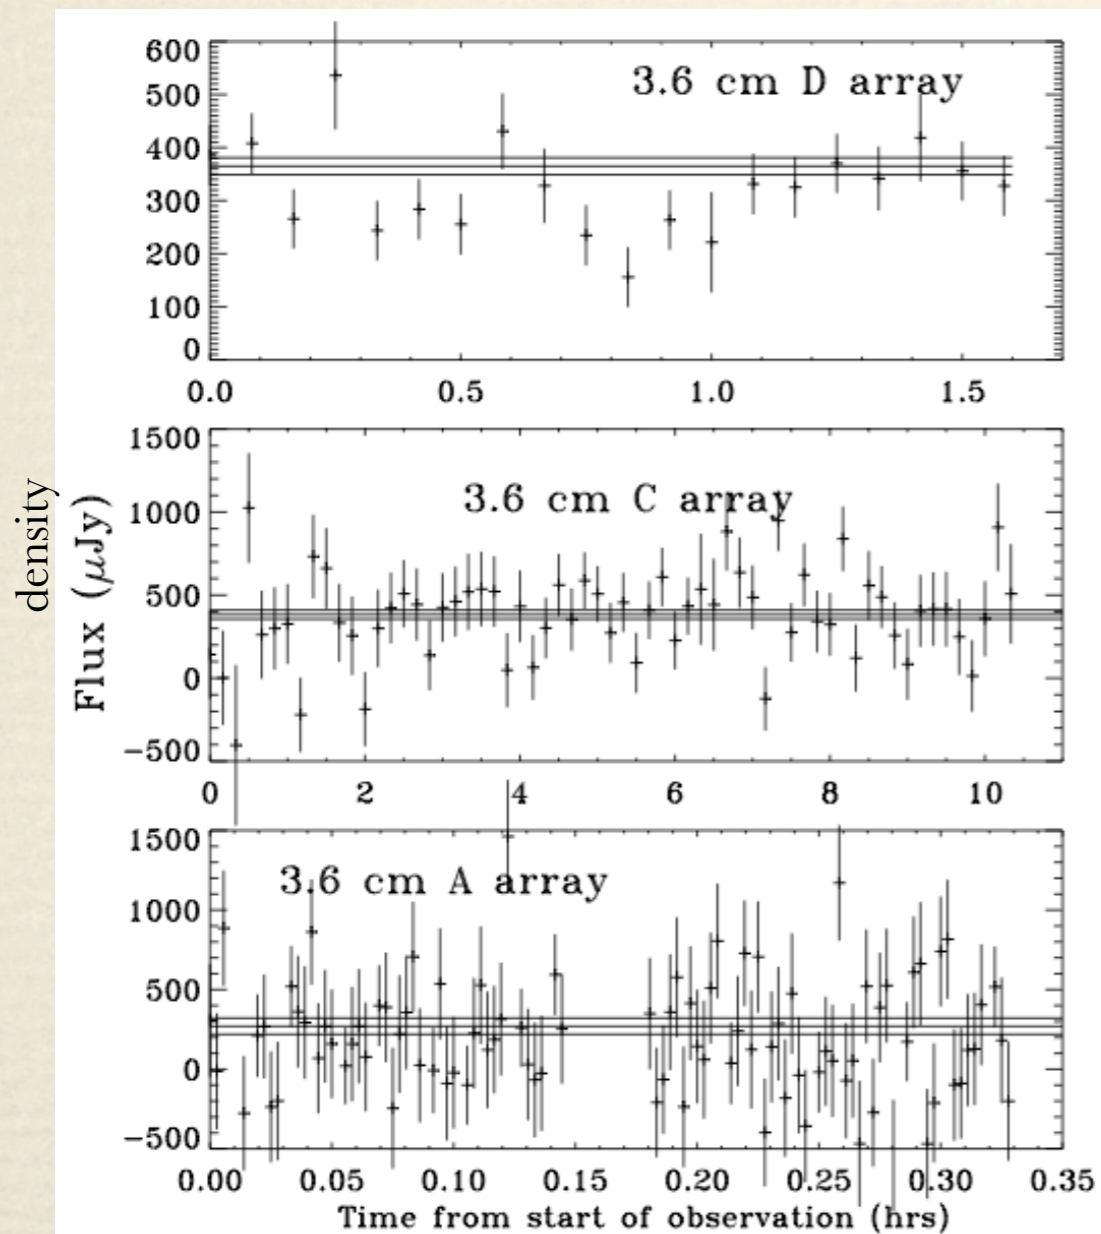 600
500
400
300
200
100
0
3.6 cm D array
0.0 0.5 1.0 1.5
density
Flux (μJy)
1500
1000
500
0
−500
3.6 cm C array
0 2 4 6 8 10
1500
1000
500
0
−500
3.6 cm A array
0.00 0.05 0.10 0.15 0.20 0.25 0.30 0.35
Time from start of observation (hrs)